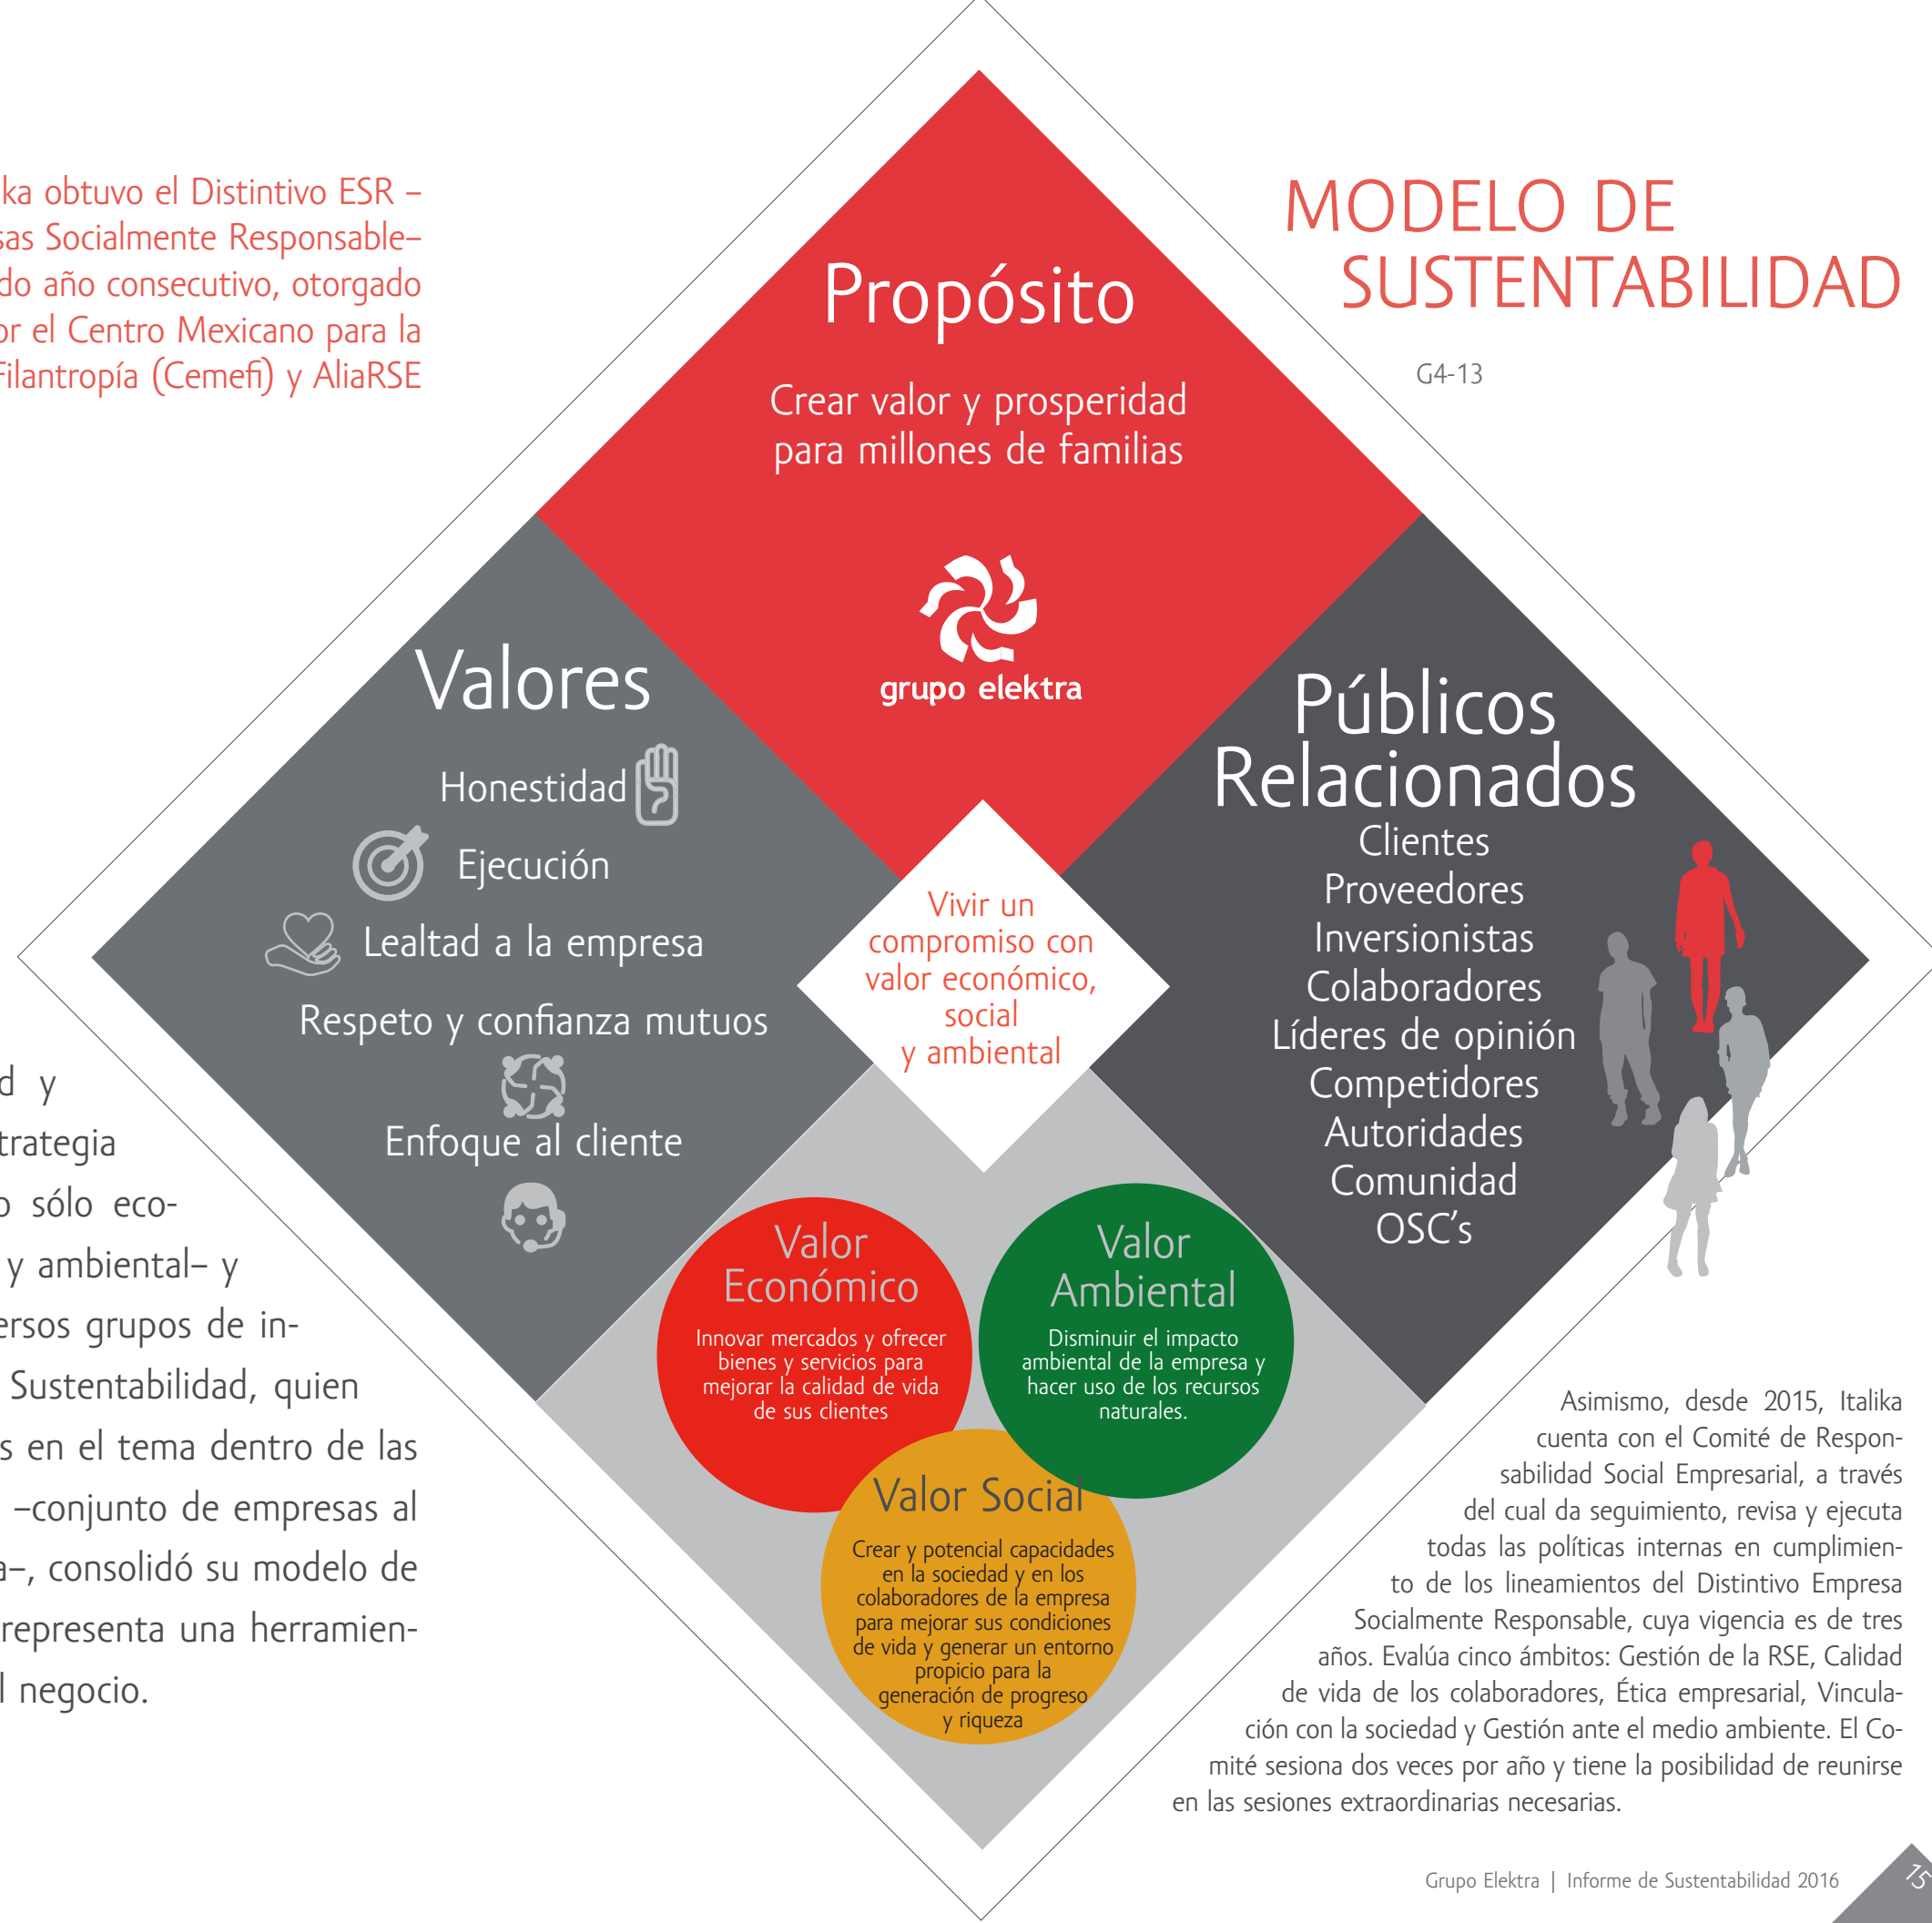 ka obtuvo el Distintivo ESR –
sas Socialmente Responsable–
do año consecutivo, otorgado
or el Centro Mexicano para la
Filantropía (Cemefi) y AliaRSE
d y
trategia
o sólo eco-
y ambiental– y
ersos grupos de in-
Sustentabilidad, quien
s en el tema dentro de las
–conjunto de empresas al
a–, consolidó su modelo de
representa una herramien-
l negocio.
MODELO DE
SUSTENTABILIDAD
G4-13
Propósito
Crear valor y prosperidad
para millones de familias
grupo elektra
Valores
Honestidad
Ejecución
Lealtad a la empresa
Respeto y confianza mutuos
Enfoque al cliente
Vivir un
compromiso con
valor económico,
social
y ambiental
Públicos
Relacionados
Clientes
Proveedores
Inversionistas
Colaboradores
Líderes de opinión
Competidores
Autoridades
Comunidad
OSC's
Valor
Económico
Innovar mercados y ofrecer
bienes y servicios para
mejorar la calidad de vida
de sus clientes
Valor
Ambiental
Disminuir el impacto
ambiental de la empresa y
hacer uso de los recursos
naturales.
Valor Social
Crear y potencial capacidades
en la sociedad y en los
colaboradores de la empresa
para mejorar sus condiciones
de vida y generar un entorno
propicio para la
generación de progreso
y riqueza
Asimismo, desde 2015, Italika
cuenta con el Comité de Respon-
sabilidad Social Empresarial, a través
del cual da seguimiento, revisa y ejecuta
todas las políticas internas en cumplimien-
to de los lineamientos del Distintivo Empresa
Socialmente Responsable, cuya vigencia es de tres
años. Evalúa cinco ámbitos: Gestión de la RSE, Calidad
de vida de los colaboradores, Ética empresarial, Vincula-
ción con la sociedad y Gestión ante el medio ambiente. El Co-
mité sesiona dos veces por año y tiene la posibilidad de reunirse
en las sesiones extraordinarias necesarias.
Grupo Elektra | Informe de Sustentabilidad 2016
15